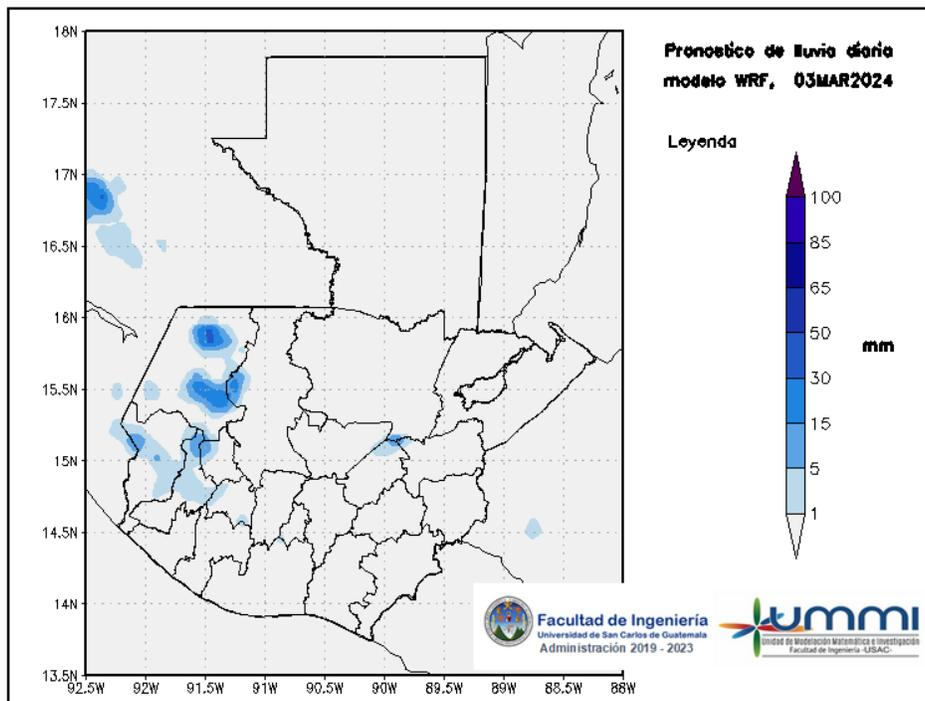 Pronostico de lluvia diaria
modelo WRF, 03MAR2024
Leyenda
100
85
65
50
30
15
5
1
mm
18N
17.5N
17N
16.5N
16N
15.5N
15N
14.5N
14N
13.5N
92.5W 92W 91.5W 91W 90.5W 90W 89.5W 89W 88.5W 88W
Facultad de Ingeniería
Universidad de San Carlos de Guatemala
Administración 2019 - 2023
ummi
Unidad de Modelación Matemática e Investigación
Facultad de Ingeniería -USAC-